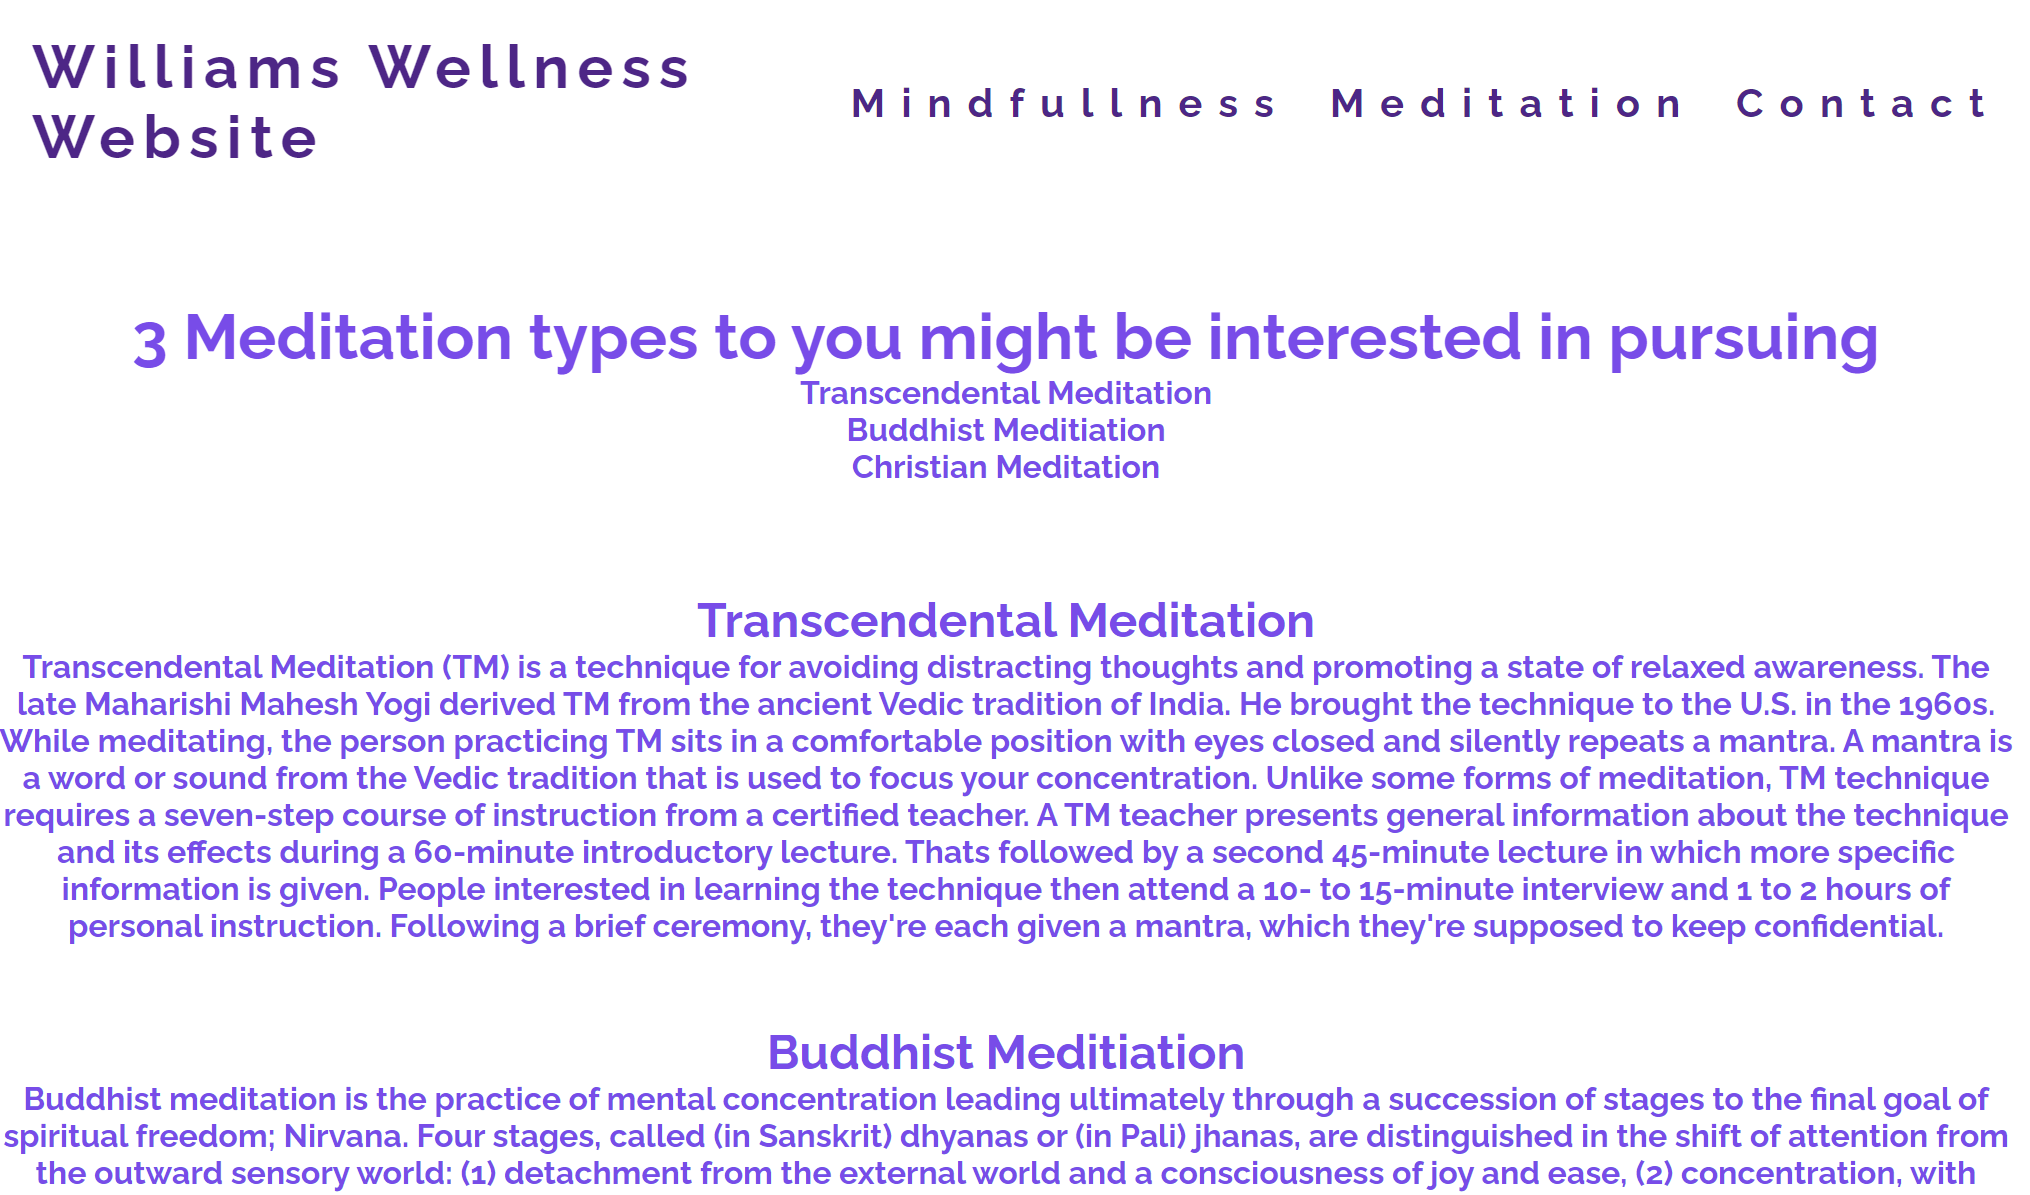 Williams Wellness
Website
Mindfullness Meditation Contact
3 Meditation types to you might be interested in pursuing
Transcendental Meditation
Buddhist Meditiation
Christian Meditation
Transcendental Meditation
Transcendental Meditation (TM) is a technique for avoiding distracting thoughts and promoting a state of relaxed awareness. The
late Maharishi Mahesh Yogi derived TM from the ancient Vedic tradition of India. He brought the technique to the U.S. in the 1960s.
While meditating, the person practicing TM sits in a comfortable position with eyes closed and silently repeats a mantra. A mantra is
a word or sound from the Vedic tradition that is used to focus your concentration. Unlike some forms of meditation, TM technique
requires a seven-step course of instruction from a certified teacher. A TM teacher presents general information about the technique
and its effects during a 60-minute introductory lecture. Thats followed by a second 45-minute lecture in which more specific
information is given. People interested in learning the technique then attend a 10- to 15-minute interview and 1 to 2 hours of
personal instruction. Following a brief ceremony, they're each given a mantra, which they're supposed to keep confidential.
Buddhist Meditiation
Buddhist meditation is the practice of mental concentration leading ultimately through a succession of stages to the final goal of
spiritual freedom; Nirvana. Four stages, called (in Sanskrit) dhyanas or (in Pali) jhanas, are distinguished in the shift of attention from
the outward sensory world: (1) detachment from the external world and a consciousness of joy and ease, (2) concentration, with